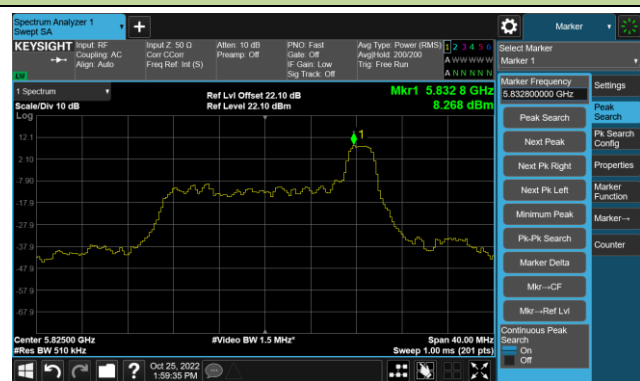 Spectrum Analyzer 1
Swept SA
Marker
KEYSIGHT
Input: RF
Coupling: AC
Align: Auto
Input Z: 50 Ω
Corr CCorr
Freq Ref: Int (S)
Atten: 10 dB
Preamp: Off
PNO: Fast
Gate: Off
IF Gain: Low
Sig Track: Off
Avg Type: Power (RMS)
Avg|Hold: 200/200
Trig: Free Run
1 2 3 4 5 6
A W W W W W
A N N N N N
LW
Select Marker
Marker 1
Marker Frequency
5.832800000 GHz
Settings
Peak Search
Next Peak
Next Pk Right
Next Pk Left
Minimum Peak
Pk-Pk Search
Marker Delta
Mkr→CF
Mkr→Ref Lvl
Continuous Peak
Search
On
Off
Peak
Search
Pk Search
Config
Properties
Marker
Function
Marker→
Counter
1 Spectrum
Scale/Div 10 dB
Log
Ref Lvl Offset 22.10 dB
Ref Level 22.10 dBm
Mkr1 5.832 8 GHz
8.268 dBm
1
12.1
2.10
-7.90
-17.9
-27.9
-37.9
-47.9
-57.9
-67.9
Center 5.82500 GHz
#Res BW 510 kHz
#Video BW 1.5 MHz*
Span 40.00 MHz
Sweep 1.00 ms (201 pts)
?
Oct 25, 2022
1:59:35 PM